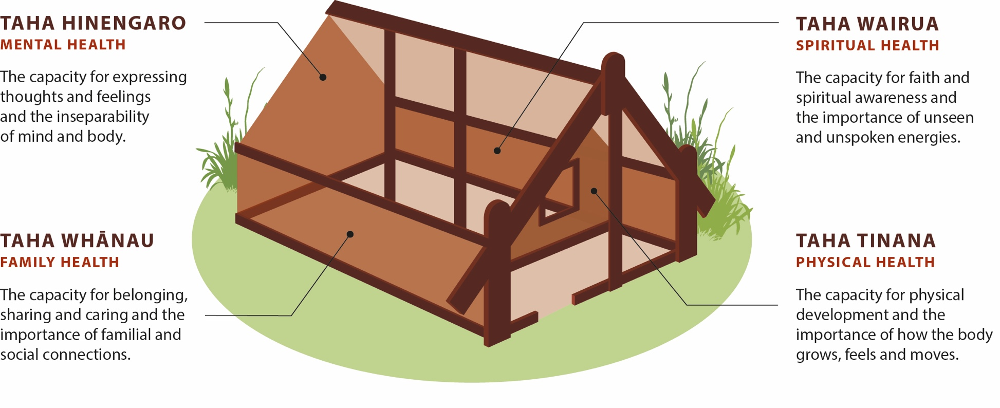 TAHA HINENGARO
MENTAL HEALTH
The capacity for expressing
thoughts and feelings
and the inseparability
of mind and body.
TAHA WHĀNAU
FAMILY HEALTH
The capacity for belonging,
sharing and caring and the
importance of familial and
social connections.
TAHA WAIRUA
SPIRITUAL HEALTH
The capacity for faith and
spiritual awareness and
the importance of unseen
and unspoken energies.
TAHA TINANA
PHYSICAL HEALTH
The capacity for physical
development and the
importance of how the body
grows, feels and moves.